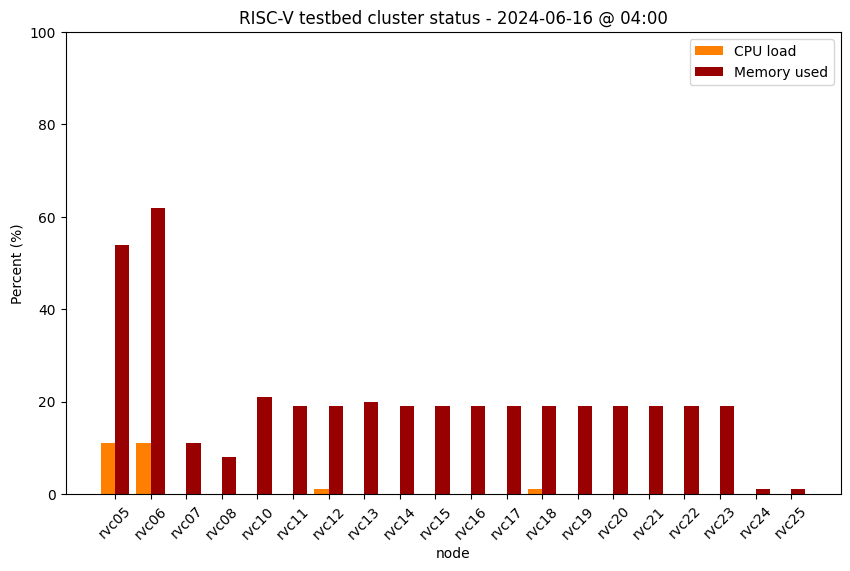 RISC-V testbed cluster status - 2024-06-16 @ 04:00
CPU load
Memory used
Percent (%)
100
80
60
40
20
0
rvc05
rvc06
rvc07
rvc08
rvc10
rvc11
rvc12
rvc13
rvc14
rvc15
rvc16
rvc17
rvc18
rvc19
rvc20
rvc21
rvc22
rvc23
rvc24
rvc25
node